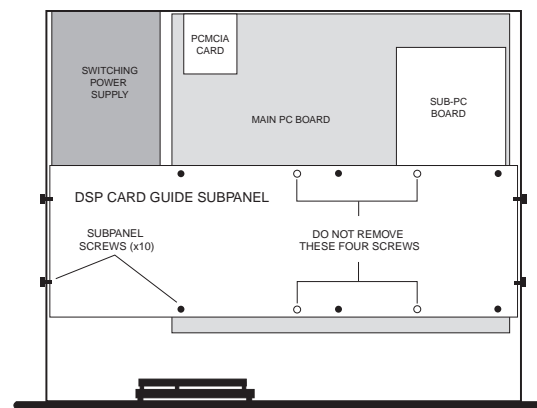 PCMCIA
CARD
SWITCHING
POWER
SUPPLY
MAIN PC BOARD
SUB-PC
BOARD
DSP CARD GUIDE SUBPANEL
SUBPANEL
SCREWS (x10)
DO NOT REMOVE
THESE FOUR SCREWS